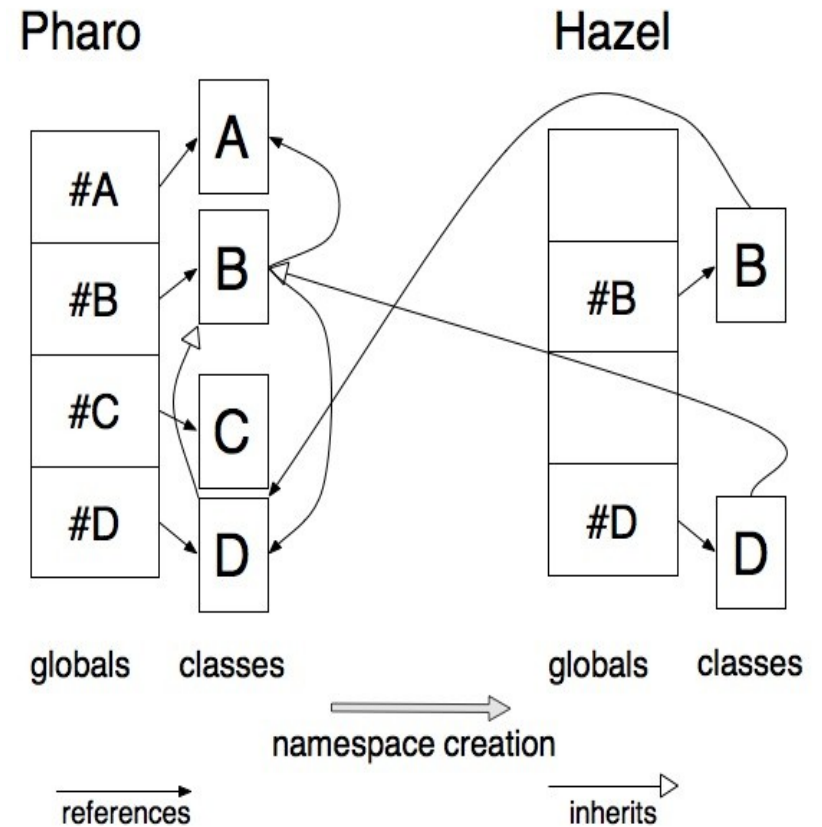 Pharo
Hazel
#A
#B
#C
#D
A
B
C
D
#B
#D
B
D
globals
classes
globals
classes
namespace creation
references
inherits